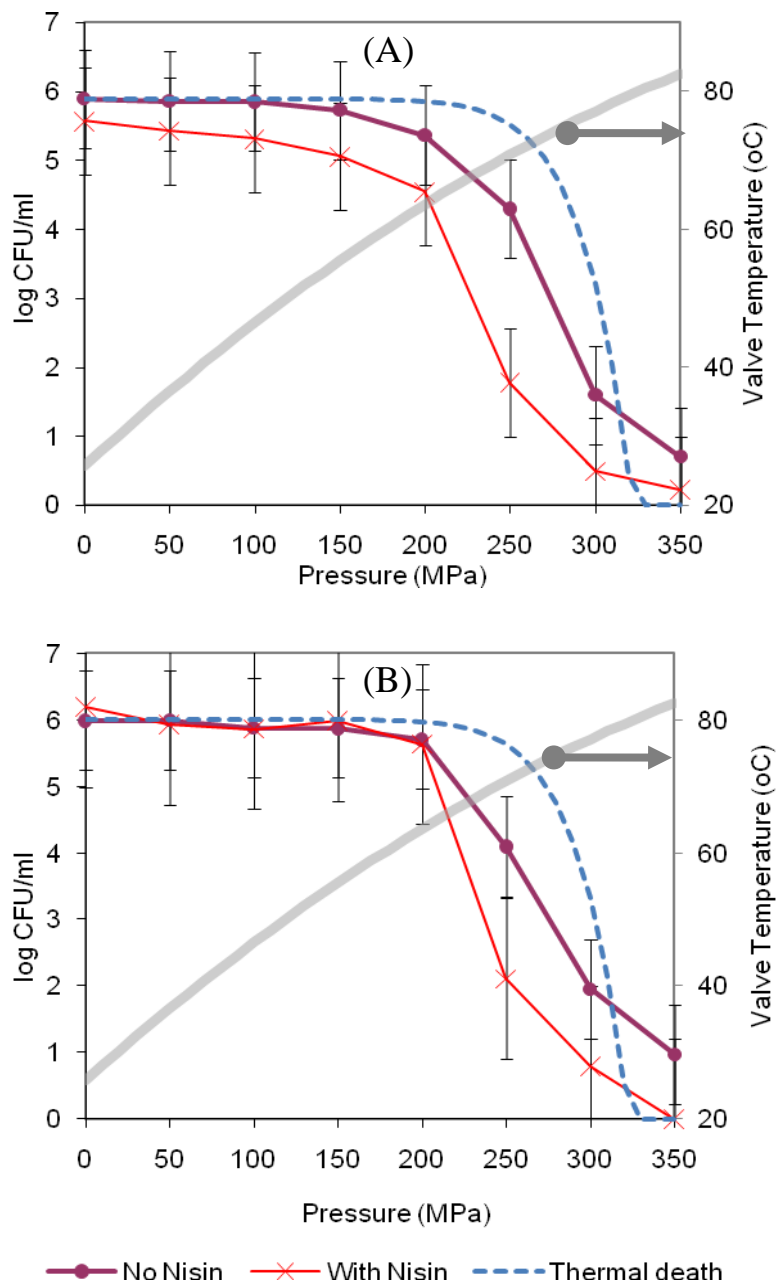 (A)
7
6
5
4
3
2
1
0
log CFU/ml
80
60
40
20
Valve Temperature (oC)
0 50 100 150 200 250 300 350
Pressure (MPa)
(B)
7
6
5
4
3
2
1
0
log CFU/ml
80
60
40
20
Valve Temperature (oC)
0 50 100 150 200 250 300 350
Pressure (MPa)
No Nisin With Nisin Thermal death